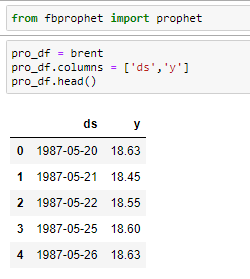 from fbprophet import prophet
pro_df = brent
pro_df.columns = ['ds','y']
pro_df.head()
ds y
0 1987-05-20 18.63
1 1987-05-21 18.45
2 1987-05-22 18.55
3 1987-05-25 18.60
4 1987-05-26 18.63